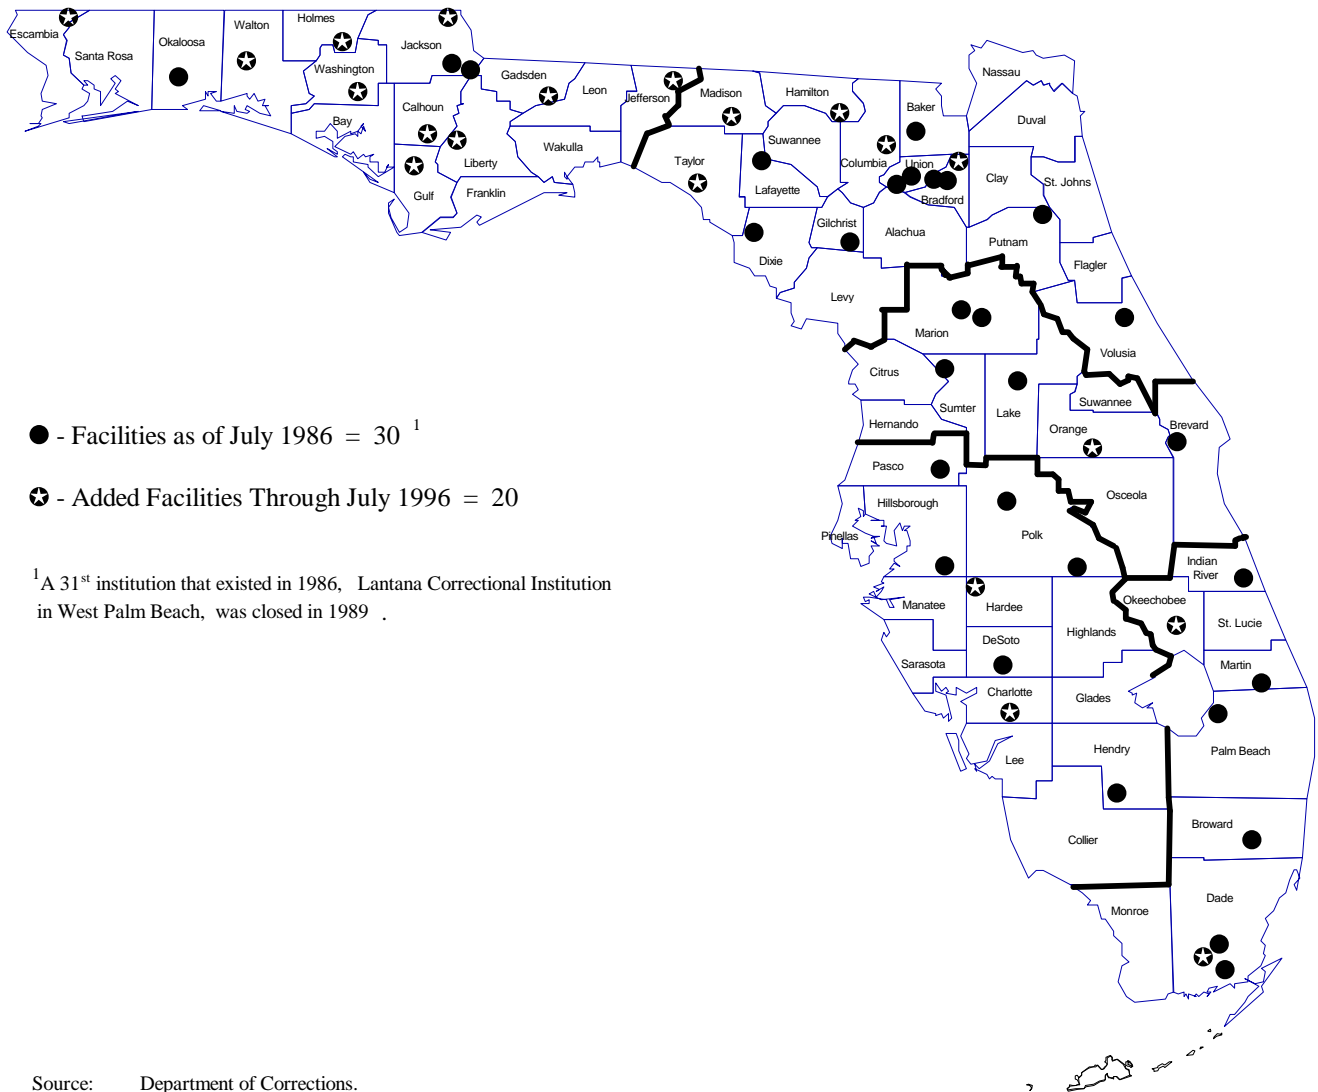 Holmes
Walton
Escambia
Okaloosa
Jackson
Santa Rosa
Washington
Gadsden
Leon
Jefferson
Madison
Hamilton
Nassau
Baker
Calhoun
Bay
Duval
Suwannee
Wakulla
Taylor
Liberty
Columbia
Union
Clay
St. Johns
Lafayette
Gulf
Franklin
Bradford
Gilchrist
Alachua
Putnam
Dixie
Flagler
Levy
Marion
Volusia
Citrus
Suwannee
Sumter
Lake
Hernando
Orange
Brevard
● - Facilities as of July 1986 = 30 1
Pasco
✪ - Added Facilities Through July 1996 = 20
Osceola
Hillsborough
Pinellas
Polk
Indian
River
1A 31st institution that existed in 1986, Lantana Correctional Institution
in West Palm Beach, was closed in 1989 .
Manatee
Hardee
Okeechobee
St. Lucie
Highlands
DeSoto
Sarasota
Martin
Charlotte
Glades
Hendry
Palm Beach
Lee
Broward
Collier
Dade
Monroe
Source: Department of Corrections.